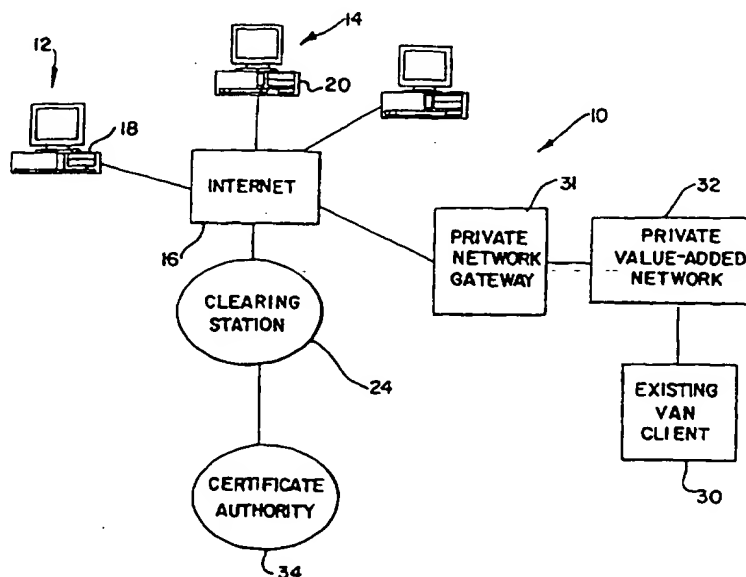 12
14
20
18
10
INTERNET
16
31
32
PRIVATE
NETWORK
GATEWAY
PRIVATE
VALUE-ADDED
NETWORK
CLEARING
STATION
24
EXISTING
VAN
CLIENT
30
CERTIFICATE
AUTHORITY
34